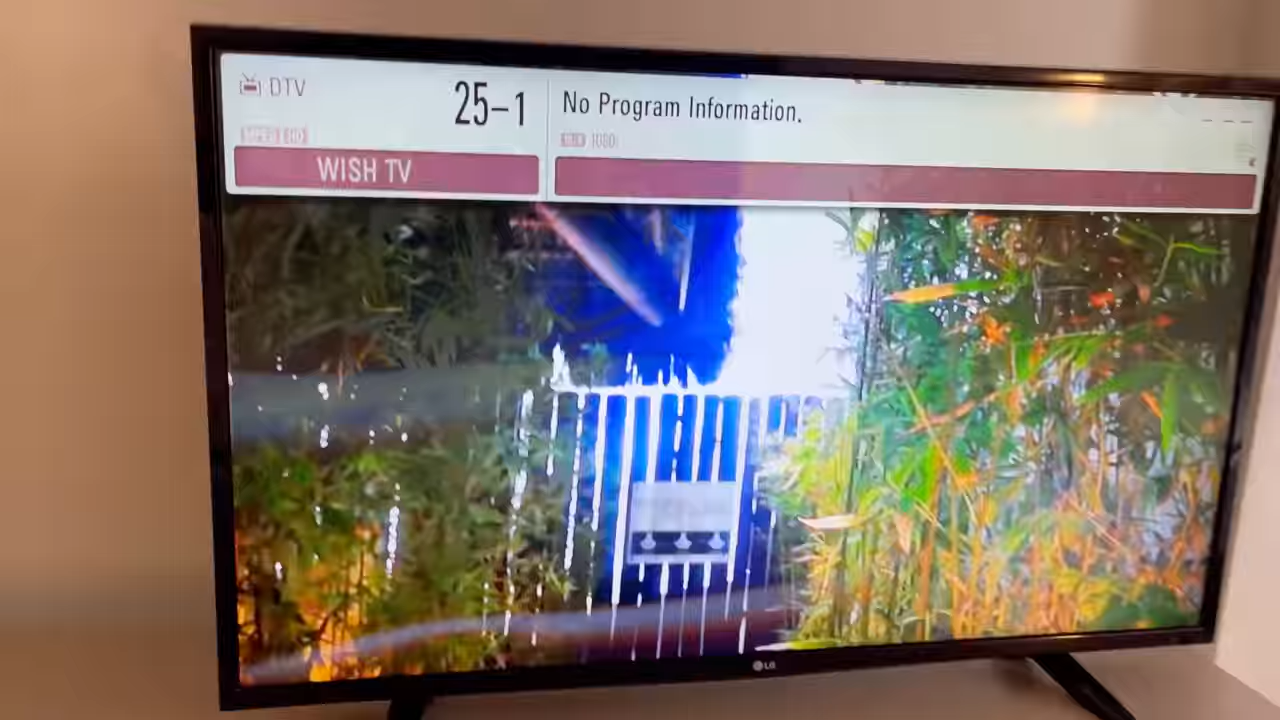 DTV
25-1
WISH TV
No Program Information.
1080i
LG